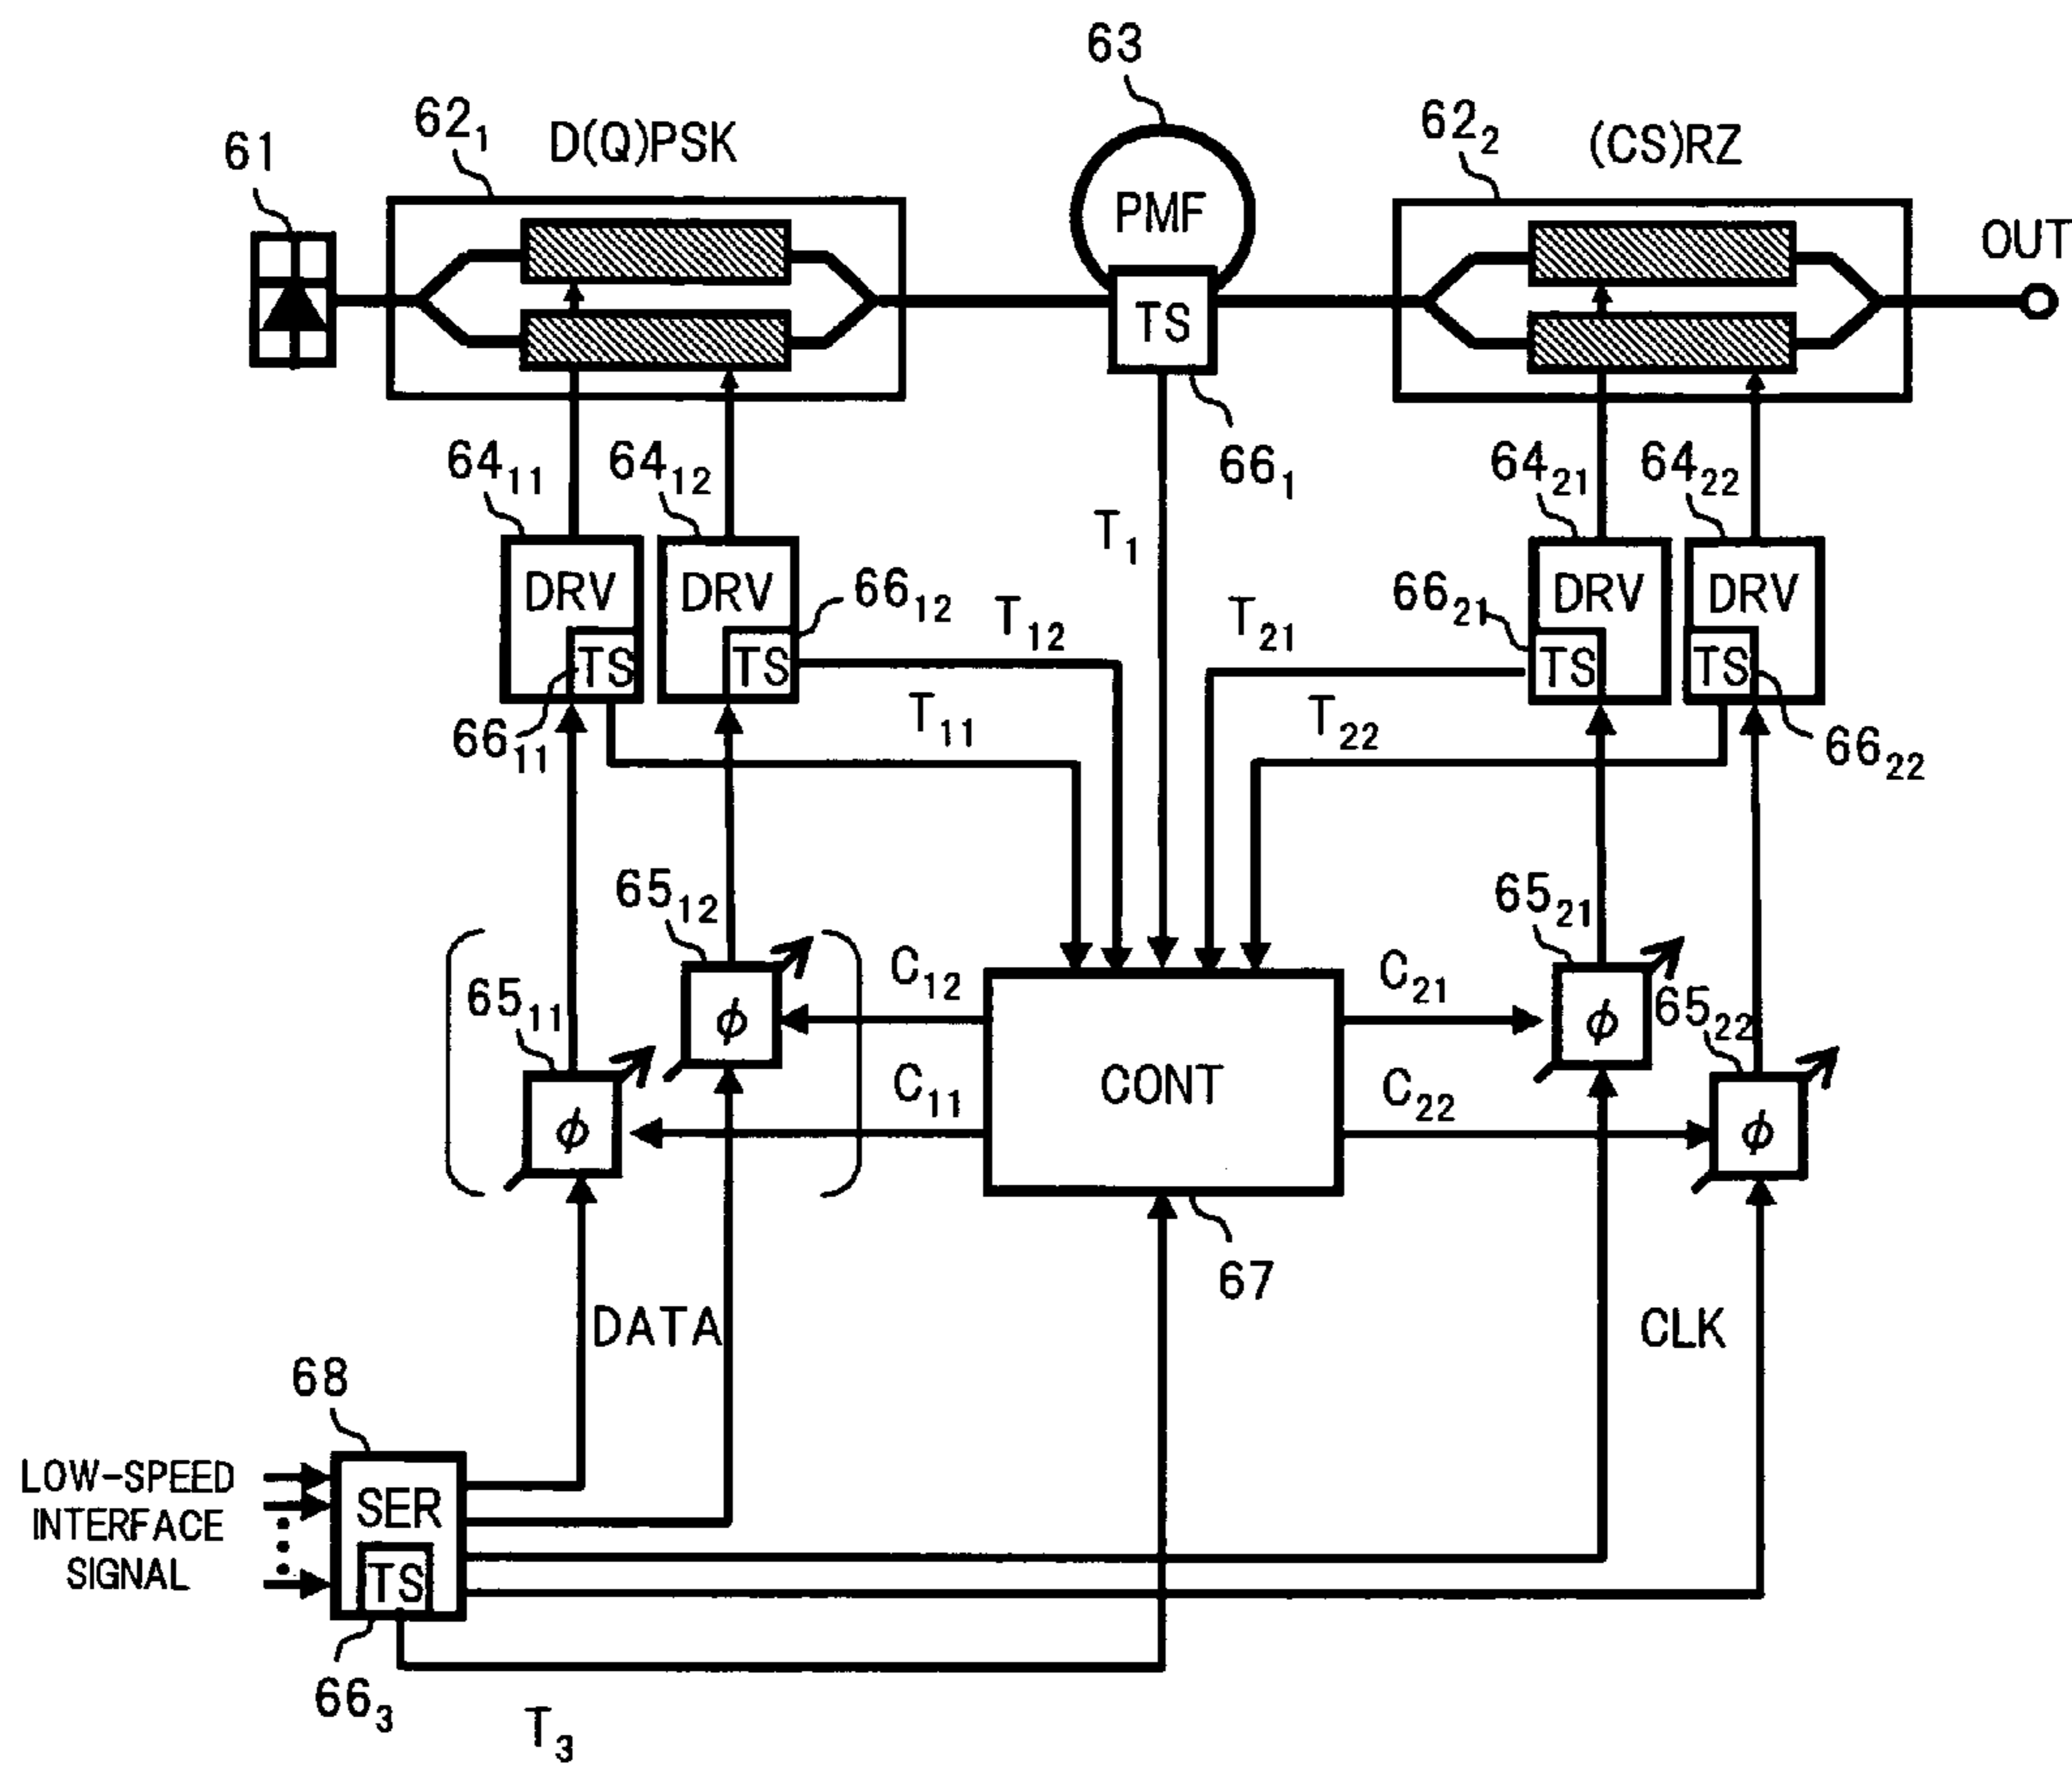 63
61
62₁
D(Q)PSK
62₂
(CS)RZ
PMF
OUT
TS
64₁₁
64₁₂
66₁
64₂₁
64₂₂
T₁
DRV
DRV
66₁₂
T₁₂
T₂₁
66₂₁
DRV
DRV
TS
TS
TS
TS
66₁₁
T₁₁
T₂₂
66₂₂
65₁₂
65₂₁
65₁₁
C₁₂
C₂₁
65₂₂
ϕ
ϕ
C₁₁
CONT
C₂₂
ϕ
ϕ
67
DATA
CLK
68
LOW-SPEED
INTERFACE
SIGNAL
SER
TS
66₃
T₃